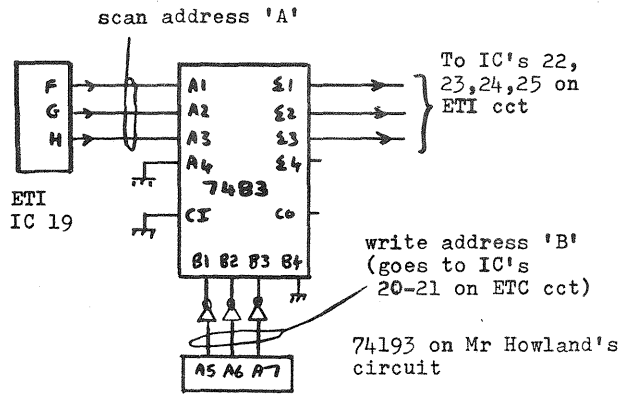 scan address 'A'
F
G
H
ETI
IC 19
A1
A2
A3
A4
CI
7483
Σ1
Σ2
Σ3
Σ4
CO
B1 B2 B3 B4
To IC's 22,
23,24,25 on
ETI cct
write address 'B'
(goes to IC's
20-21 on ETC cct)
74193 on Mr Howland's
circuit
A5 A6 A7